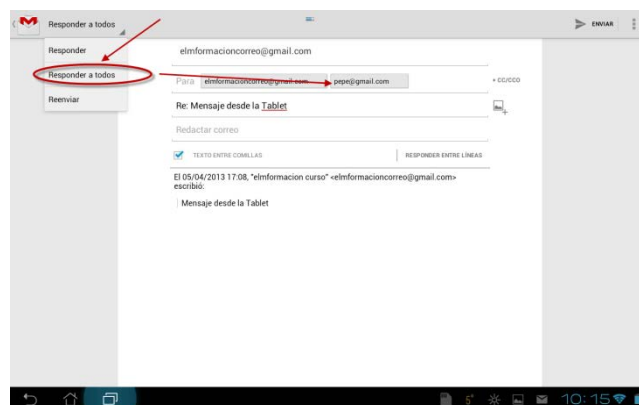 Responder a todos
ENVIAR
Responder
elmformacioncorreo@gmail.com
Responder a todos
Para elmformacioncorreo@gmail.com pepe@gmail.com + CC/CCO
Reenviar
Re: Mensaje desde la Tablet
Redactar correo
TEXTO ENTRE COMILLAS RESPONDER ENTRE LÍNEAS
El 05/04/2013 17:08, "elmformacion curso" <elmformacioncorreo@gmail.com>
escribió:
Mensaje desde la Tablet
5° 10:15